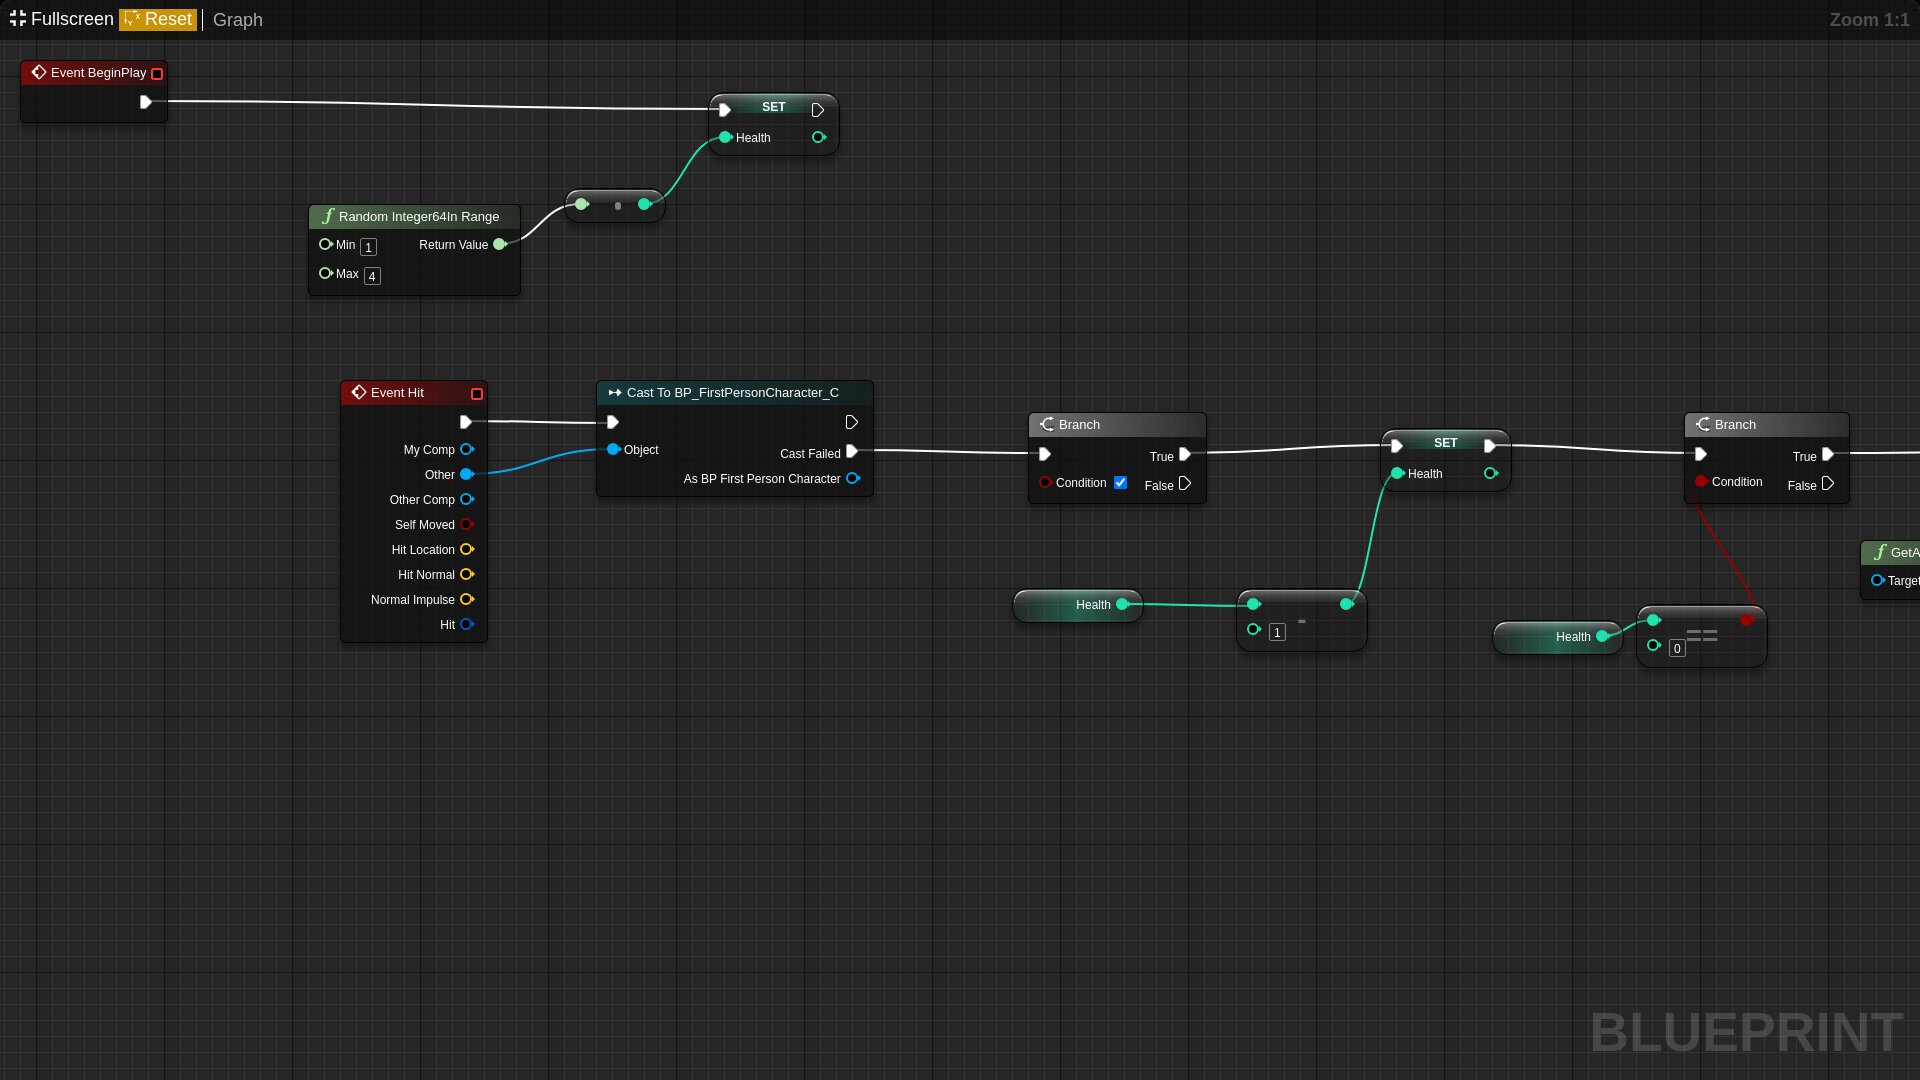 Fullscreen Reset Graph Zoom 1:1
Event BeginPlay
SET
Health
Random Integer64In Range
Min 1 Return Value
Max 4
Event Hit
My Comp
Other
Other Comp
Self Moved
Hit Location
Hit Normal
Normal Impulse
Hit
Cast To BP_FirstPersonCharacter_C
Object
Cast Failed
As BP First Person Character
Branch
True
Condition False
SET
Health
Branch
True
Condition False
Health
-
1
Health
==
0
GetA
Target
BLUEPRINT